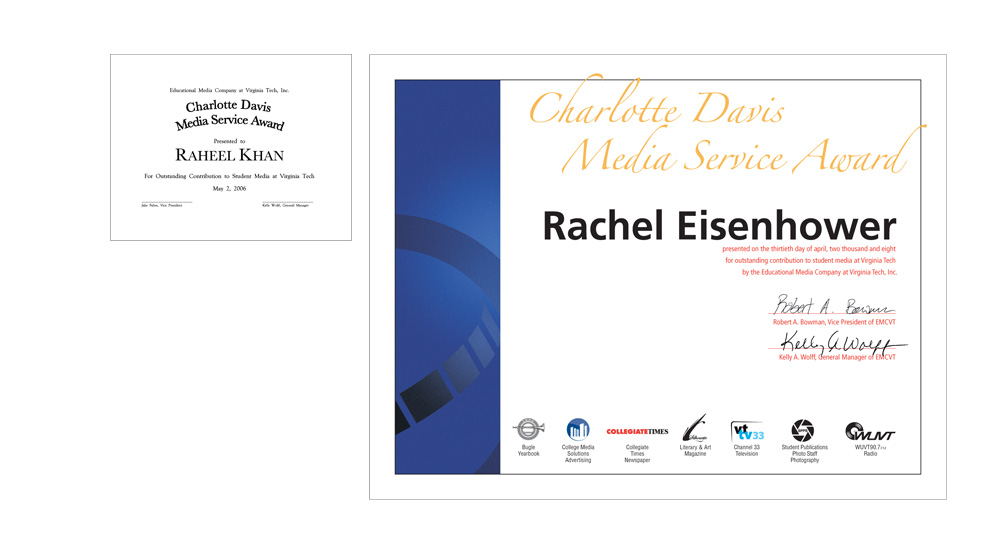 Educational Media Company at Virginia Tech, Inc.
Charlotte Davis
Media Service Award
Presented to
RAHEEL KHAN
For Outstanding Contribution to Student Media at Virginia Tech
May 2, 2006
Vice President
Kelly Wolff, General Manager
Charlotte Davis
Media Service Award
Rachel Eisenhower
presented on the thirtieth day of april, two thousand and eight
for outstanding contribution to student media at Virginia Tech
by the Educational Media Company at Virginia Tech, Inc.
Robert A. Bowman
Robert A. Bowman, Vice President of EMCVT
Kelly A Wolff
Kelly A. Wolff, General Manager of EMCVT
COLLEGIATETIMES
vt
tv33
SPPS
WUVT
Bugle
Yearbook
College Media
Solutions
Advertising
Collegiate
Times
Newspaper
Literary & Art
Magazine
Channel 33
Television
Student Publications
Photo Staff
Photography
WUVT90.7FM
Radio